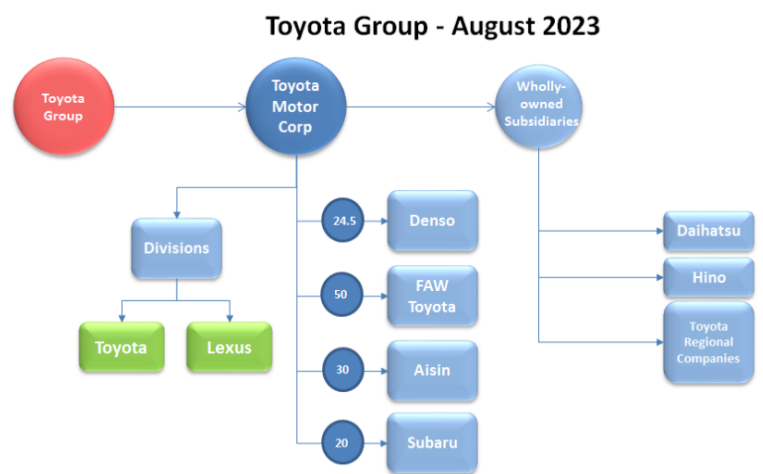 Toyota Group - August 2023
Toyota
Group
Toyota
Motor
Corp
Wholly-
owned
Subsidiaries
Divisions
Toyota
Lexus
24.5
Denso
50
FAW
Toyota
30
Aisin
20
Subaru
Daihatsu
Hino
Toyota
Regional
Companies